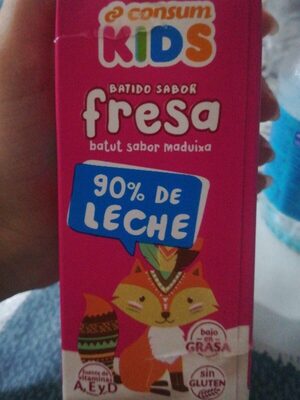 consum
KIDS
BATIDO SABOR
fresa
batut sabor maduixa
90% DE
LECHE
bajo
en
GRASA
fuente de
vitaminas
A, E y D
sin
GLUTEN